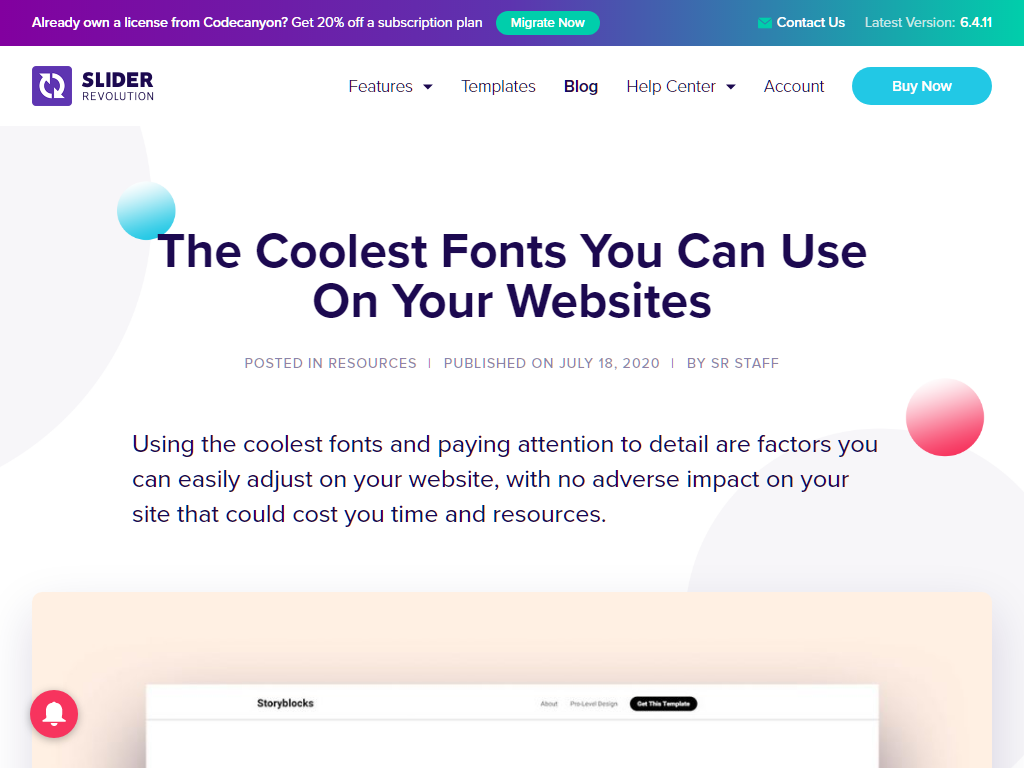 Already own a license from Codecanyon? Get 20% off a subscription plan
Migrate Now
Contact Us
Latest Version: 6.4.11
SLIDER
REVOLUTION
Features
Templates
Blog
Help Center
Account
Buy Now
The Coolest Fonts You Can Use
On Your Websites
POSTED IN RESOURCES | PUBLISHED ON JULY 18, 2020 | BY SR STAFF
Using the coolest fonts and paying attention to detail are factors you
can easily adjust on your website, with no adverse impact on your
site that could cost you time and resources.
Storyblocks
About
Pro-Level Design
Get This Template